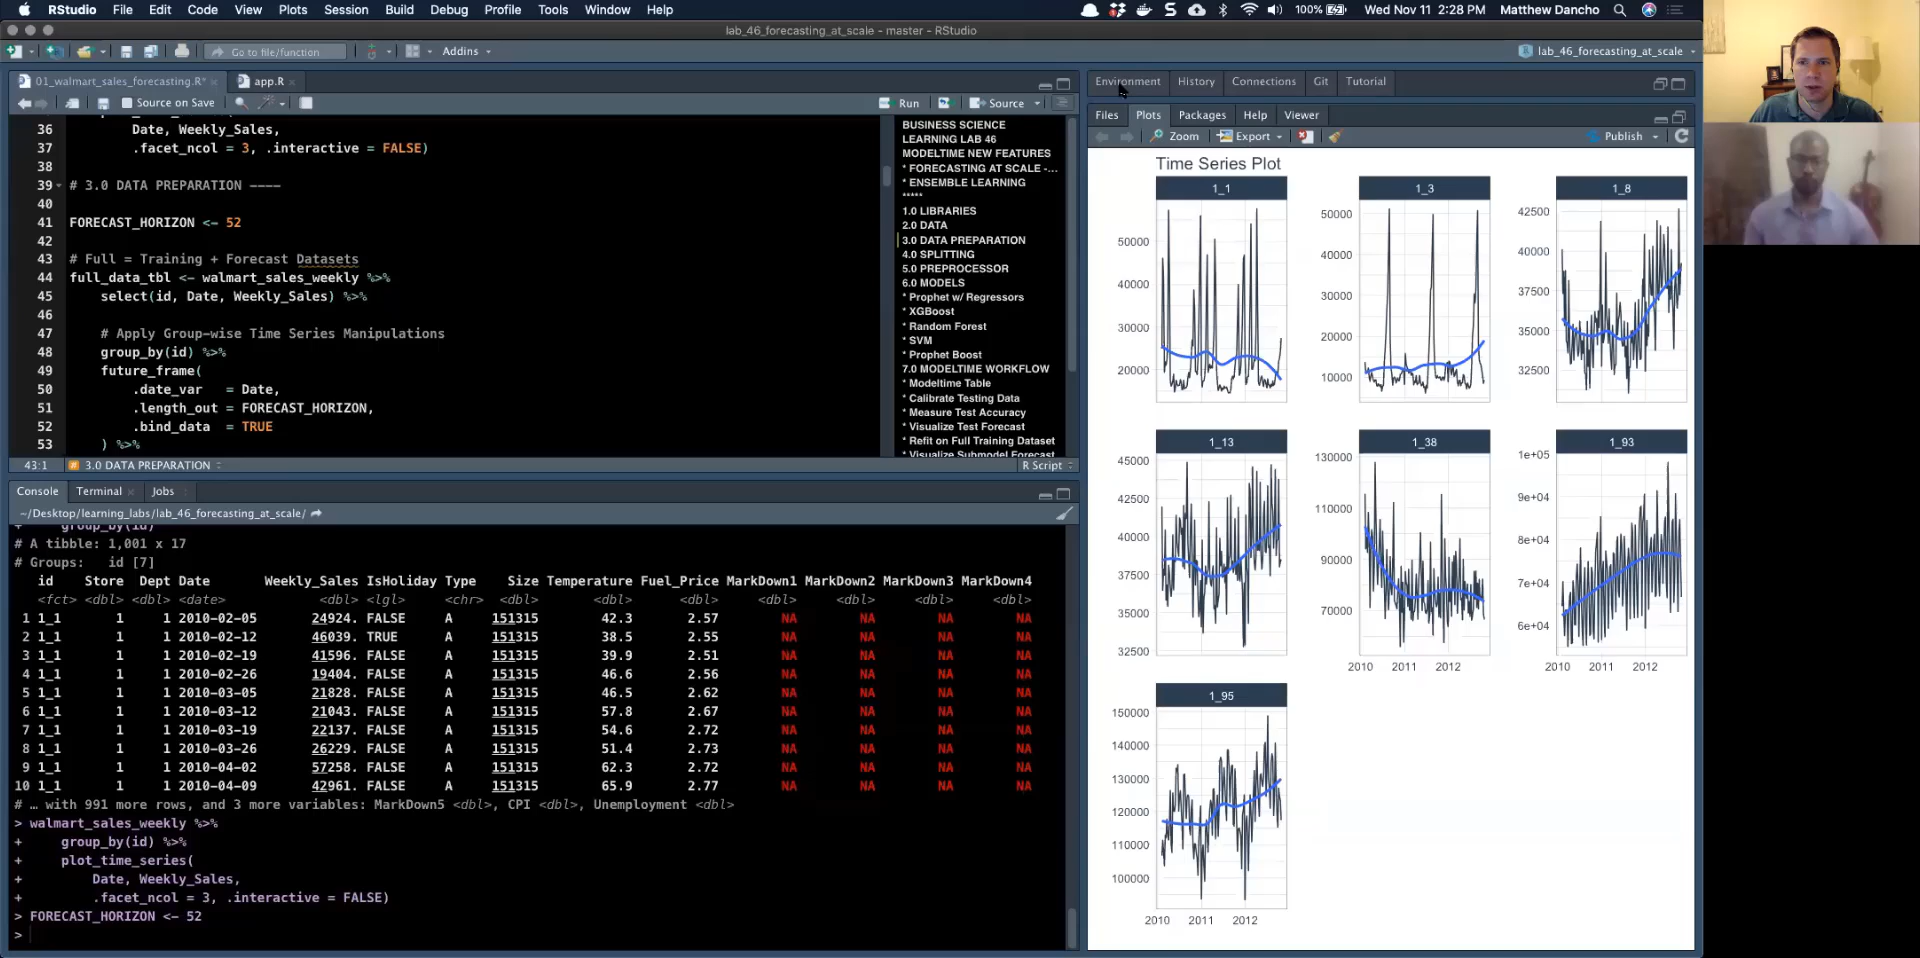 RStudio File Edit Code View Plots Session Build Debug Profile Tools Window Help 100% Wed Nov 11 2:28 PM Matthew Dancho
lab_46_forecasting_at_scale - master - RStudio
Go to file/function Addins lab_46_forecasting_at_scale
01_walmart_sales_forecasting.R* app.R
Source on Save Run Source
36 Date, Weekly_Sales,
37 .facet_ncol = 3, .interactive = FALSE)
38
39 # 3.0 DATA PREPARATION ----
40
41 FORECAST_HORIZON <- 52
42
43 # Full = Training + Forecast Datasets
44 full_data_tbl <- walmart_sales_weekly %>%
45 select(id, Date, Weekly_Sales) %>%
46
47 # Apply Group-wise Time Series Manipulations
48 group_by(id) %>%
49 future_frame(
50 .date_var = Date,
51 .length_out = FORECAST_HORIZON,
52 .bind_data = TRUE
53 ) %>%
43:1 3.0 DATA PREPARATION R Script
BUSINESS SCIENCE
LEARNING LAB 46
MODELTIME NEW FEATURES
* FORECASTING AT SCALE -...
* ENSEMBLE LEARNING
*****
1.0 LIBRARIES
2.0 DATA
3.0 DATA PREPARATION
4.0 SPLITTING
5.0 PREPROCESSOR
6.0 MODELS
* Prophet w/ Regressors
* XGBoost
* Random Forest
* SVM
* Prophet Boost
7.0 MODELTIME WORKFLOW
* Modeltime Table
* Calibrate Testing Data
* Measure Test Accuracy
* Visualize Test Forecast
* Refit on Full Training Dataset
* Visualize Submodel Forecast
Console Terminal Jobs
~/Desktop/learning_labs/lab_46_forecasting_at_scale/
+ group_by(id)
# A tibble: 1,001 x 17
# Groups: id [7]
id Store Dept Date Weekly_Sales IsHoliday Type Size Temperature Fuel_Price MarkDown1 MarkDown2 MarkDown3 MarkDown4
<fct> <dbl> <dbl> <date> <dbl> <lgl> <chr> <dbl> <dbl> <dbl> <dbl> <dbl> <dbl> <dbl>
1 1_1 1 1 2010-02-05 24924. FALSE A 151315 42.3 2.57 NA NA NA NA
2 1_1 1 1 2010-02-12 46039. TRUE A 151315 38.5 2.55 NA NA NA NA
3 1_1 1 1 2010-02-19 41596. FALSE A 151315 39.9 2.51 NA NA NA NA
4 1_1 1 1 2010-02-26 19404. FALSE A 151315 46.6 2.56 NA NA NA NA
5 1_1 1 1 2010-03-05 21828. FALSE A 151315 46.5 2.62 NA NA NA NA
6 1_1 1 1 2010-03-12 21043. FALSE A 151315 57.8 2.67 NA NA NA NA
7 1_1 1 1 2010-03-19 22137. FALSE A 151315 54.6 2.72 NA NA NA NA
8 1_1 1 1 2010-03-26 26229. FALSE A 151315 51.4 2.73 NA NA NA NA
9 1_1 1 1 2010-04-02 57258. FALSE A 151315 62.3 2.72 NA NA NA NA
10 1_1 1 1 2010-04-09 42961. FALSE A 151315 65.9 2.77 NA NA NA NA
# … with 991 more rows, and 3 more variables: MarkDown5 <dbl>, CPI <dbl>, Unemployment <dbl>
> walmart_sales_weekly %>%
+ group_by(id) %>%
+ plot_time_series(
+ Date, Weekly_Sales,
+ .facet_ncol = 3, .interactive = FALSE)
> FORECAST_HORIZON <- 52
>
Environment History Connections Git Tutorial
Files Plots Packages Help Viewer
Zoom Export Publish
Time Series Plot
1_1 1_3 1_8
50000
40000
30000
20000
50000
40000
30000
20000
10000
42500
40000
37500
35000
32500
1_13 1_38 1_93
45000
42500
40000
37500
35000
32500
130000
110000
90000
70000
1e+05
9e+04
8e+04
7e+04
6e+04
2010 2011 2012 2010 2011 2012
1_95
150000
140000
130000
120000
110000
100000
2010 2011 2012